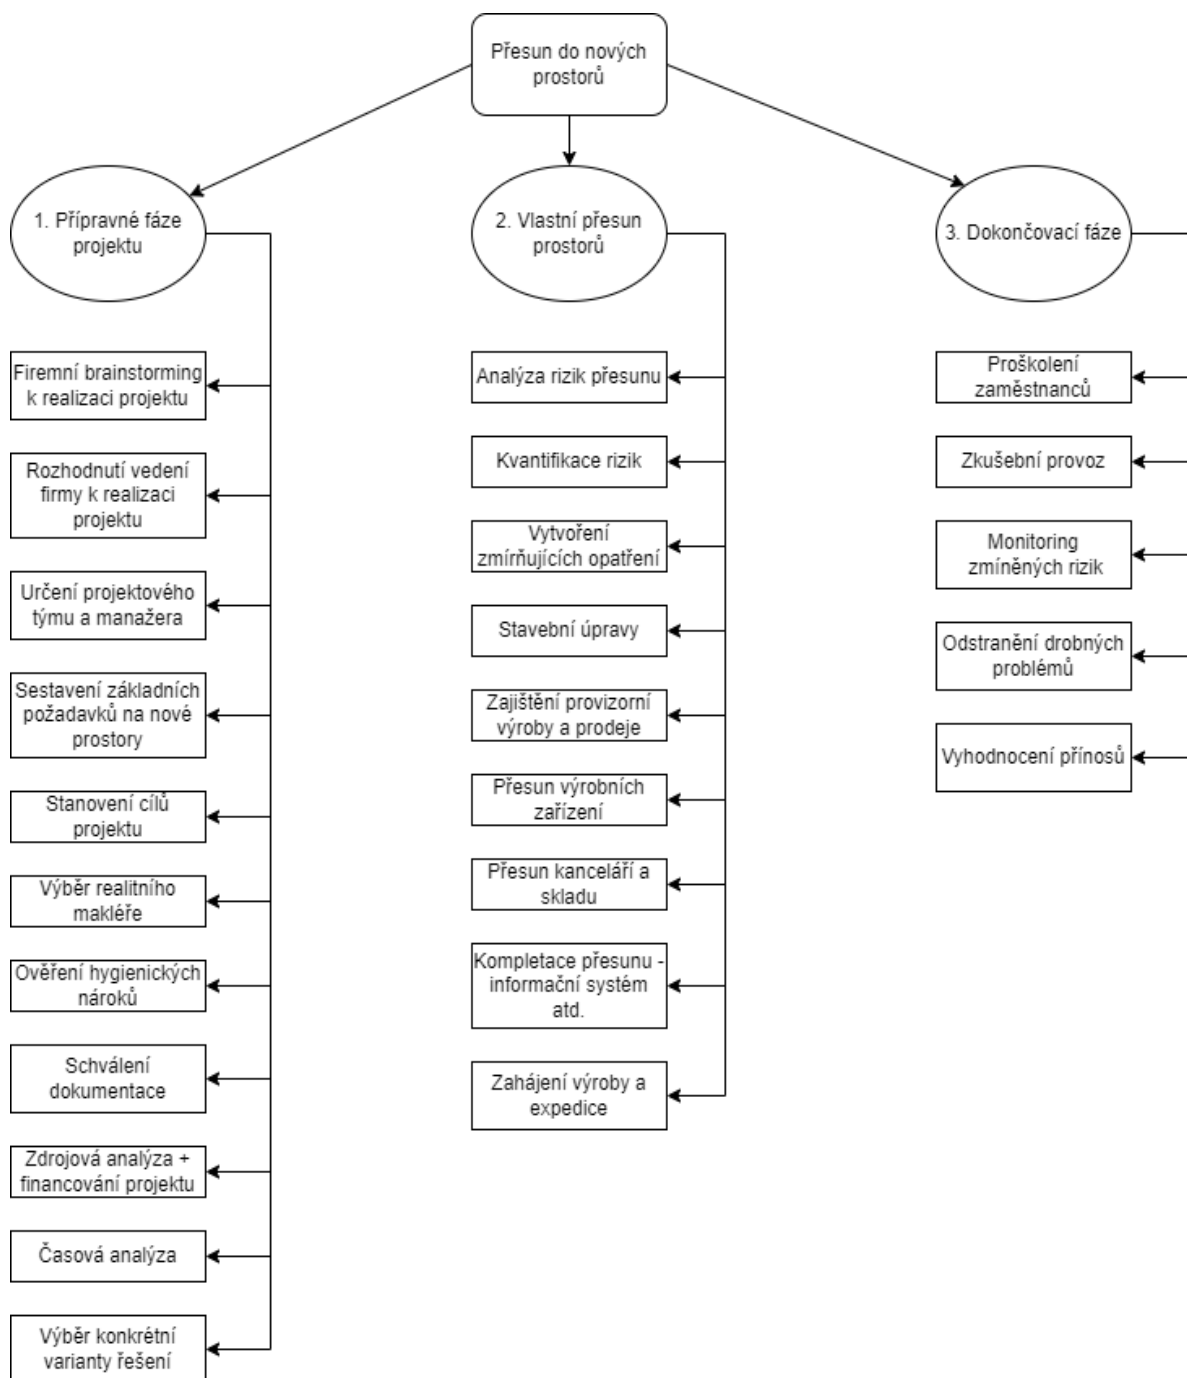 Přesun do nových
prostorů
1. Přípravné fáze
projektu
Firemní brainstorming
k realizaci projektu
Rozhodnutí vedení
firmy k realizaci
projektu
Určení projektového
týmu a manažera
Sestavení základních
požadavků na nové
prostory
Stanovení cílů
projektu
Výběr realitního
makléře
Ověření hygienických
nároků
Schválení
dokumentace
Zdrojová analýza +
financování projektu
Časová analýza
Výběr konkrétní
varianty řešení
2. Vlastní přesun
prostorů
Analýza rizik přesunu
Kvantifikace rizik
Vytvoření
zmírňujících opatření
Stavební úpravy
Zajištění provizorní
výroby a prodeje
Přesun výrobních
zařízení
Přesun kanceláří a
skladu
Kompletace přesunu -
informační systém
atd.
Zahájení výroby a
expedice
3. Dokončovací fáze
Proškolení
zaměstnanců
Zkušební provoz
Monitoring
zmíněných rizik
Odstranění drobných
problémů
Vyhodnocení přínosů